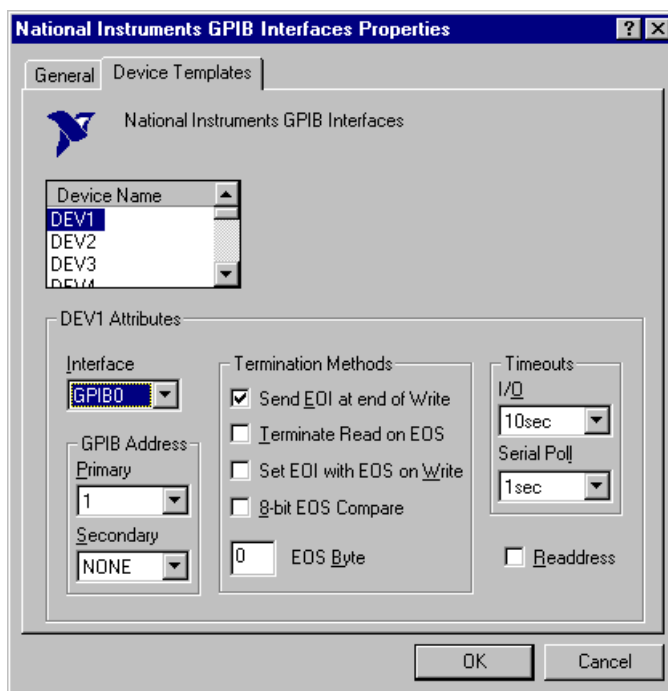 National Instruments GPIB Interfaces Properties
General
Device Templates
National Instruments GPIB Interfaces
Device Name
DEV1
DEV2
DEV3
DEV4
DEV1 Attributes
Interface
GPIB0
GPIB Address
Primary
1
Secondary
NONE
Termination Methods
Send EOI at end of Write
Terminate Read on EOS
Set EOI with EOS on Write
8-bit EOS Compare
0 EOS Byte
Timeouts
I/O
10sec
Serial Poll
1sec
Readdress
OK
Cancel